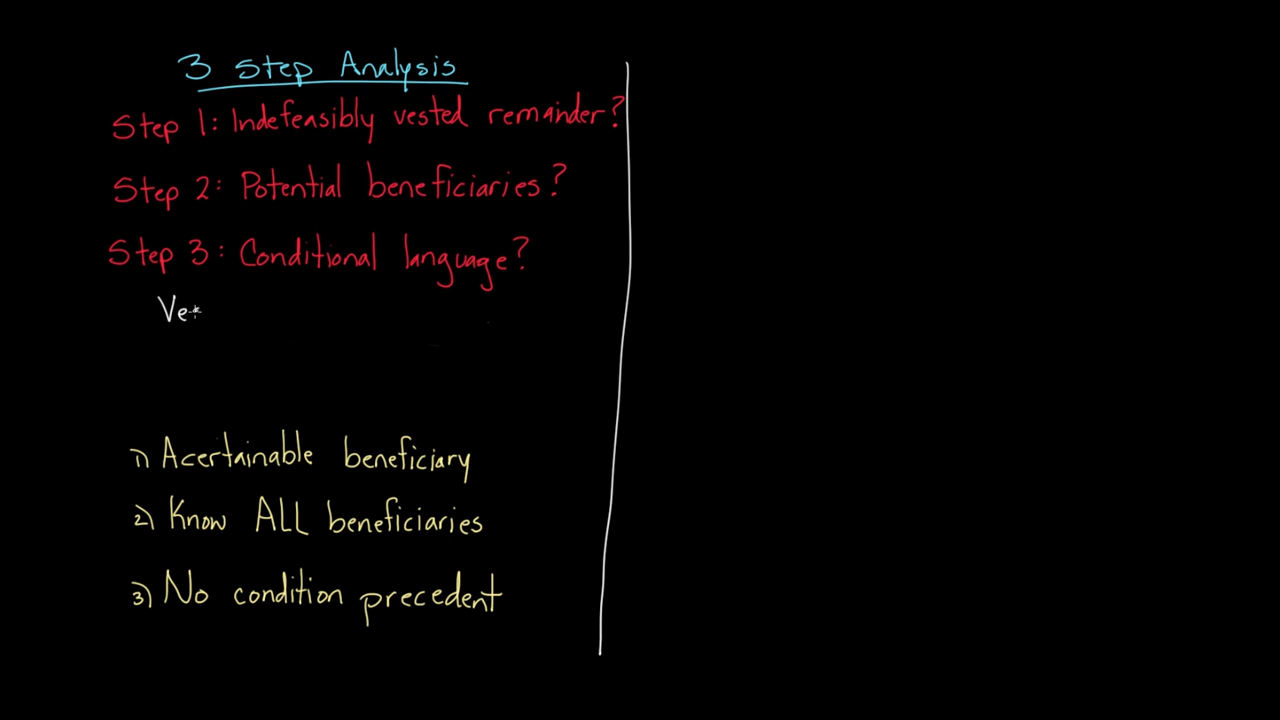 3 Step Analysis
Step 1: Indefeasibly vested remainder?
Step 2: Potential beneficiaries?
Step 3: Conditional language?
Ve
1) Acertainable beneficiary
2) Know ALL beneficiaries
3) No condition precedent